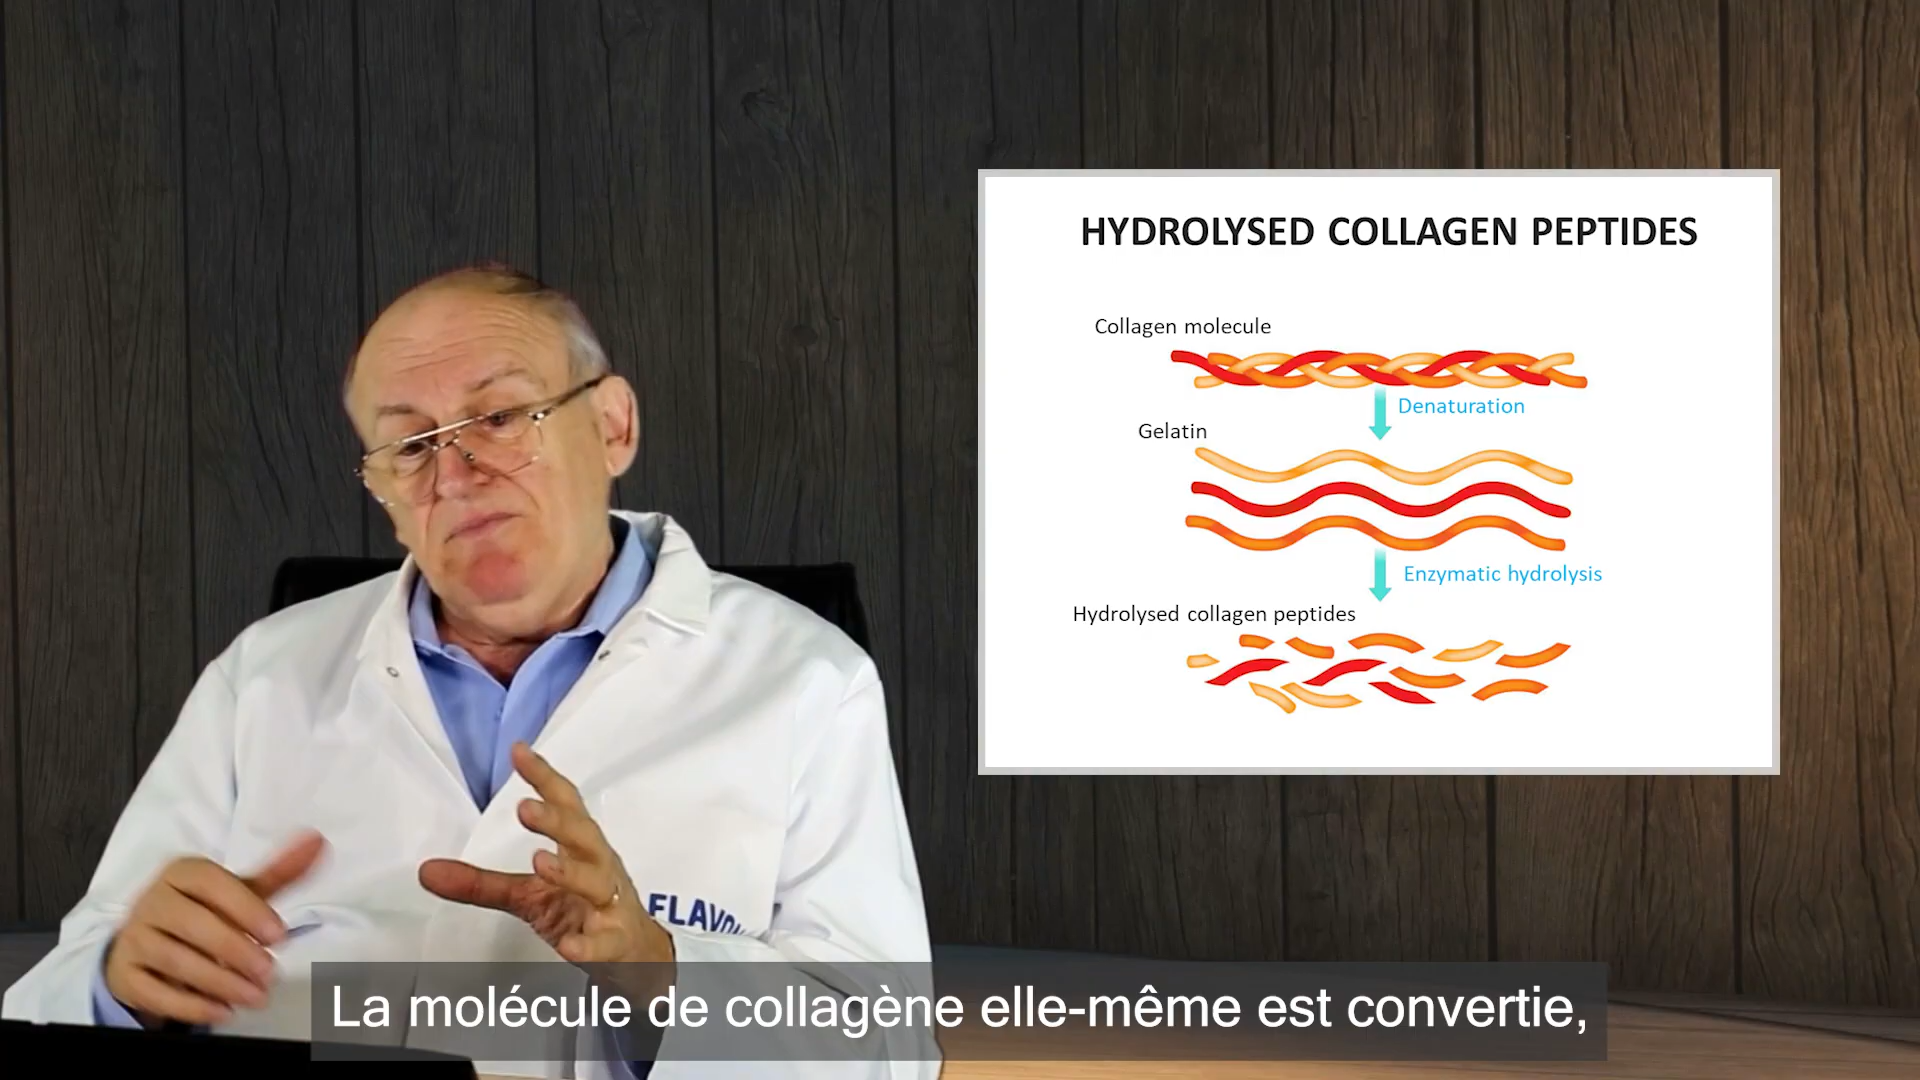 HYDROLYSED COLLAGEN PEPTIDES
Collagen molecule
Denaturation
Gelatin
Enzymatic hydrolysis
Hydrolysed collagen peptides
La molécule de collagène elle-même est convertie,